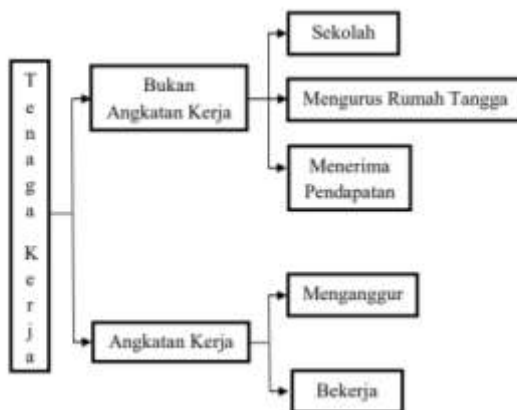 Tenaga Kerja
Bukan
Angkatan Kerja
Sekolah
Mengurus Rumah Tangga
Menerima
Pendapatan
Angkatan Kerja
Menganggur
Bekerja